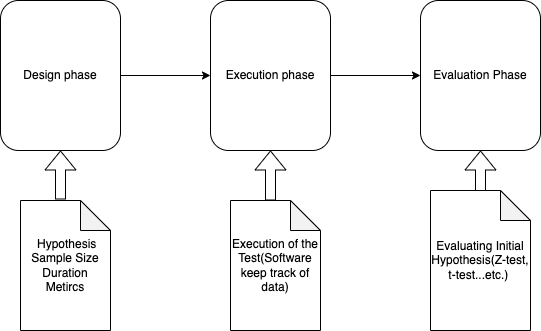 Design phase
Execution phase
Evaluation Phase
Hypothesis
Sample Size
Duration
Metircs
Execution of the
Test(Software
keep track of
data)
Evaluating Initial
Hypothesis(Z-test,
t-test...etc.)